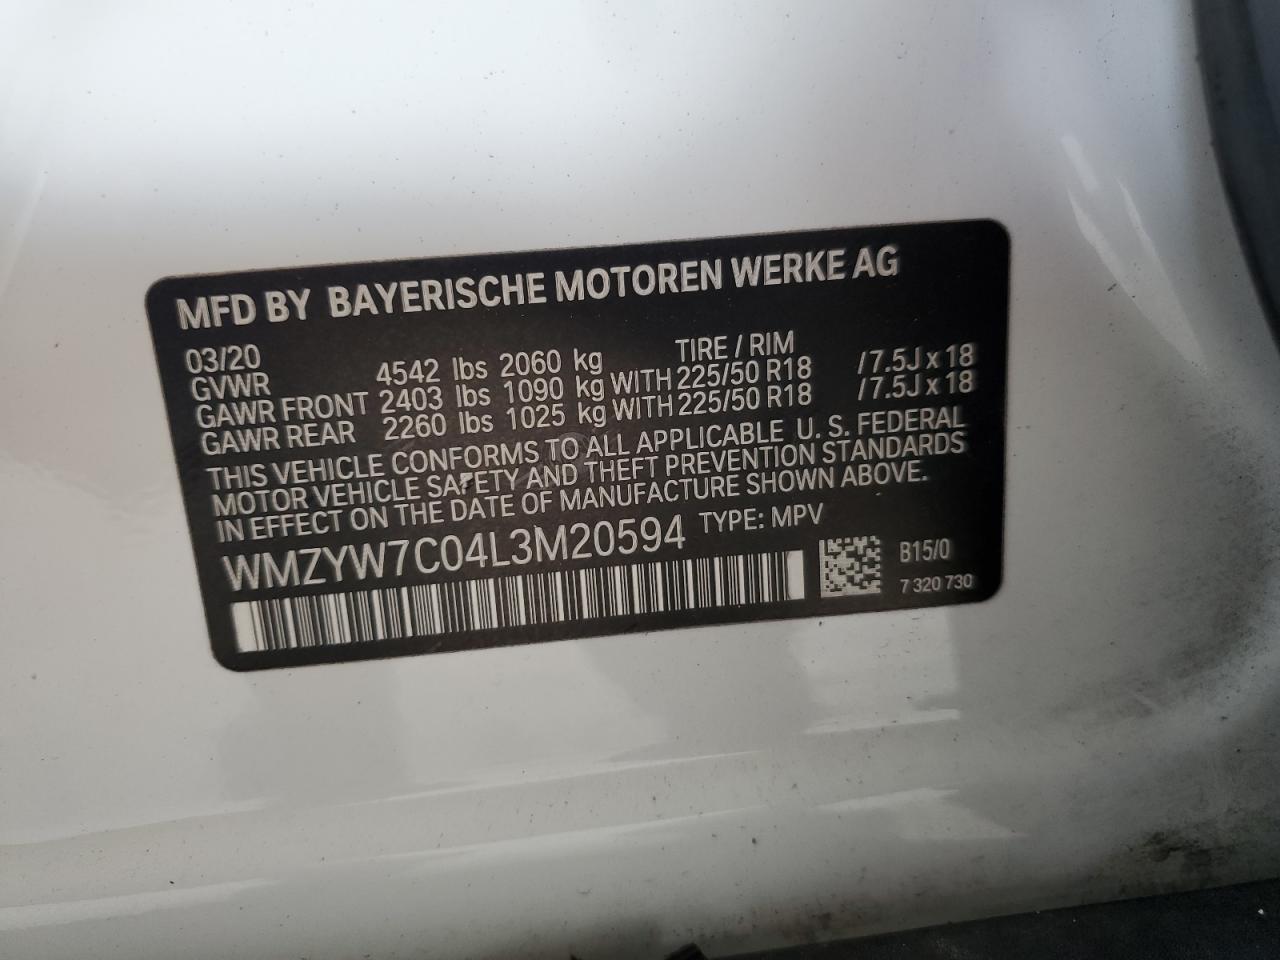 MFD BY BAYERISCHE MOTOREN WERKE AG
03/20 TIRE / RIM
GVWR 4542 lbs 2060 kg
GAWR FRONT 2403 lbs 1090 kg WITH 225/50 R18 /7.5J x 18
GAWR REAR 2260 lbs 1025 kg WITH 225/50 R18 /7.5J x 18
THIS VEHICLE CONFORMS TO ALL APPLICABLE U. S. FEDERAL
MOTOR VEHICLE SAFETY AND THEFT PREVENTION STANDARDS
IN EFFECT ON THE DATE OF MANUFACTURE SHOWN ABOVE.
WMZYW7C04L3M20594 TYPE: MPV
B15/0
7 320 730